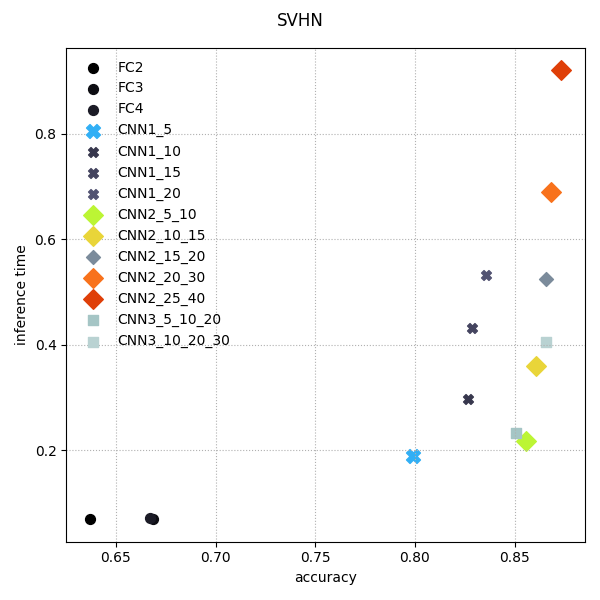 SVHN
FC2
FC3
FC4
CNN1_5
CNN1_10
CNN1_15
CNN1_20
CNN2_5_10
CNN2_10_15
CNN2_15_20
CNN2_20_30
CNN2_25_40
CNN3_5_10_20
CNN3_10_20_30
0.8
0.6
0.4
0.2
inference time
0.65 0.70 0.75 0.80 0.85
accuracy